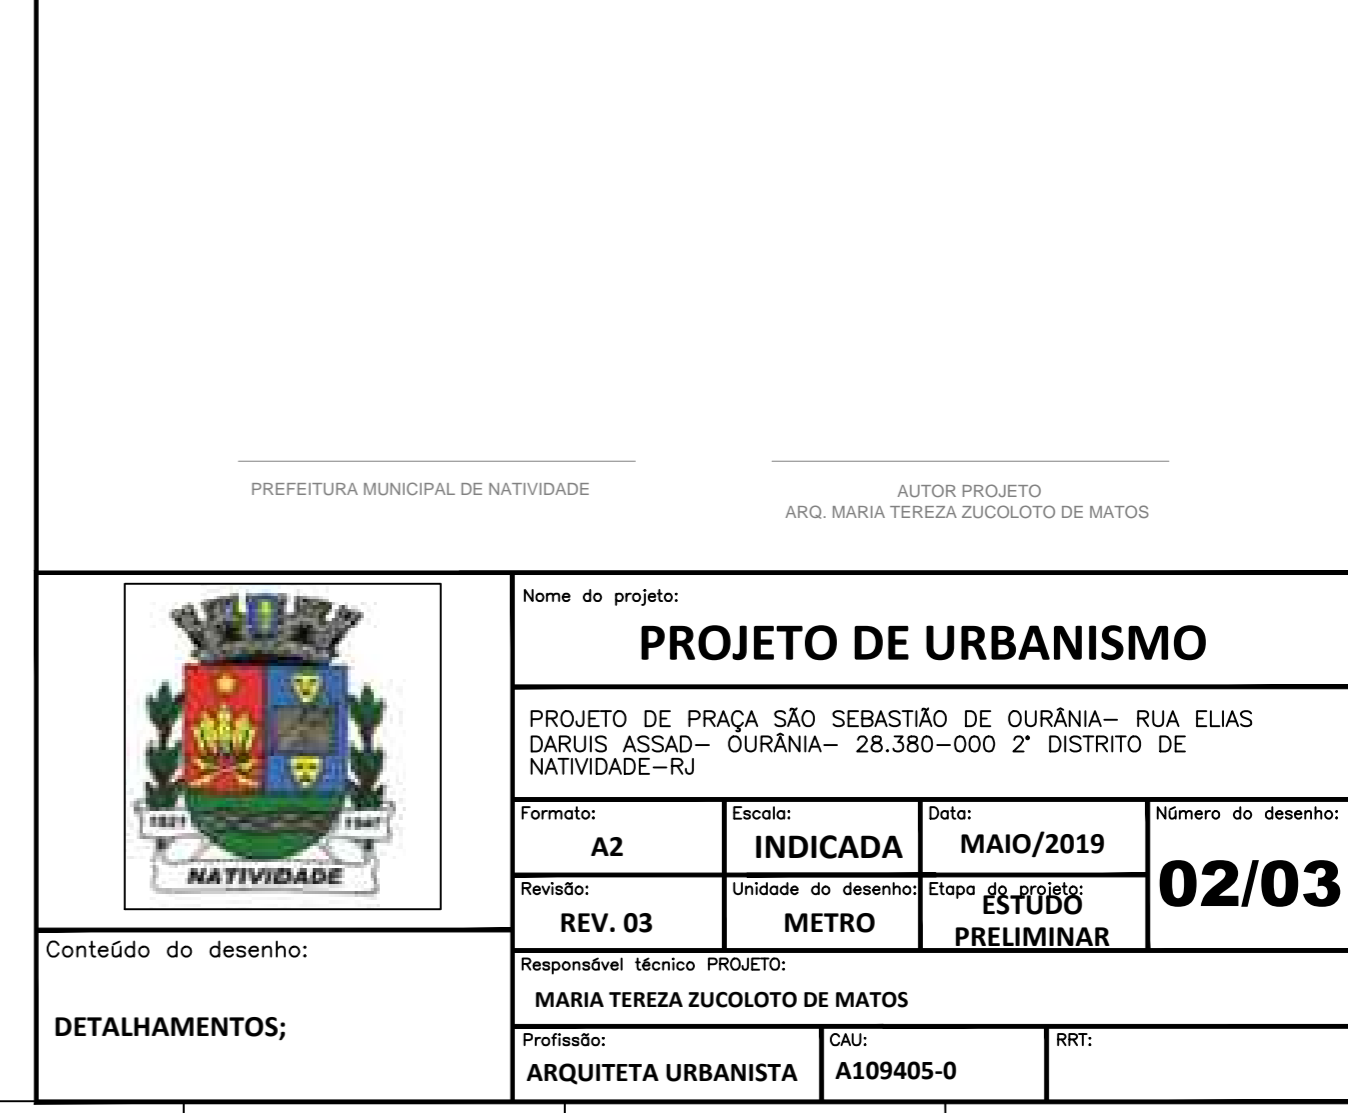 PREFEITURA MUNICIPAL DE NATIVIDADE
AUTOR PROJETO
ARQ. MARIA TEREZA ZUCOLOTO DE MATOS
1821
1947
NATIVIDADE
Nome do projeto:
PROJETO DE URBANISMO
PROJETO DE PRAÇA SÃO SEBASTIÃO DE OURÂNIA– RUA ELIAS
DARUIS ASSAD– OURÂNIA– 28.380–000 2° DISTRITO DE
NATIVIDADE–RJ
Formato:
A2
Escala:
INDICADA
Data:
MAIO/2019
Número do desenho:
02/03
Revisão:
REV. 03
Unidade do desenho:
METRO
Etapa do projeto:
ESTUDO
PRELIMINAR
Conteúdo do desenho:
DETALHAMENTOS;
Responsável técnico PROJETO:
MARIA TEREZA ZUCOLOTO DE MATOS
Profissão:
ARQUITETA URBANISTA
CAU:
A109405-0
RRT: